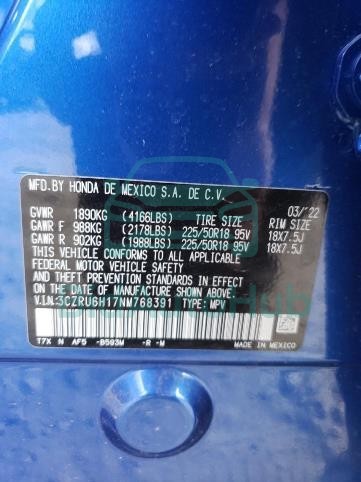 MFD.BY HONDA DE MEXICO S.A. DE C.V.
03/'22
GVWR 1890KG (4166LBS) TIRE SIZE RIM SIZE
GAWR F 988KG (2178LBS) 225/50R18 95V 18X7.5J
GAWR R 902KG (1988LBS) 225/50R18 95V 18X7.5J
THIS VEHICLE CONFORMS TO ALL APPLICABLE
FEDERAL MOTOR VEHICLE SAFETY AND
THEFT PREVENTION STANDARDS IN EFFECT ON
THE DATE OF MANUFACTURE SHOWN ABOVE.
V.I.N:3CZRU6H17NM768391 TYPE: MPV
T7X N AF5 -B593M -R -M
MADE IN MEXICO